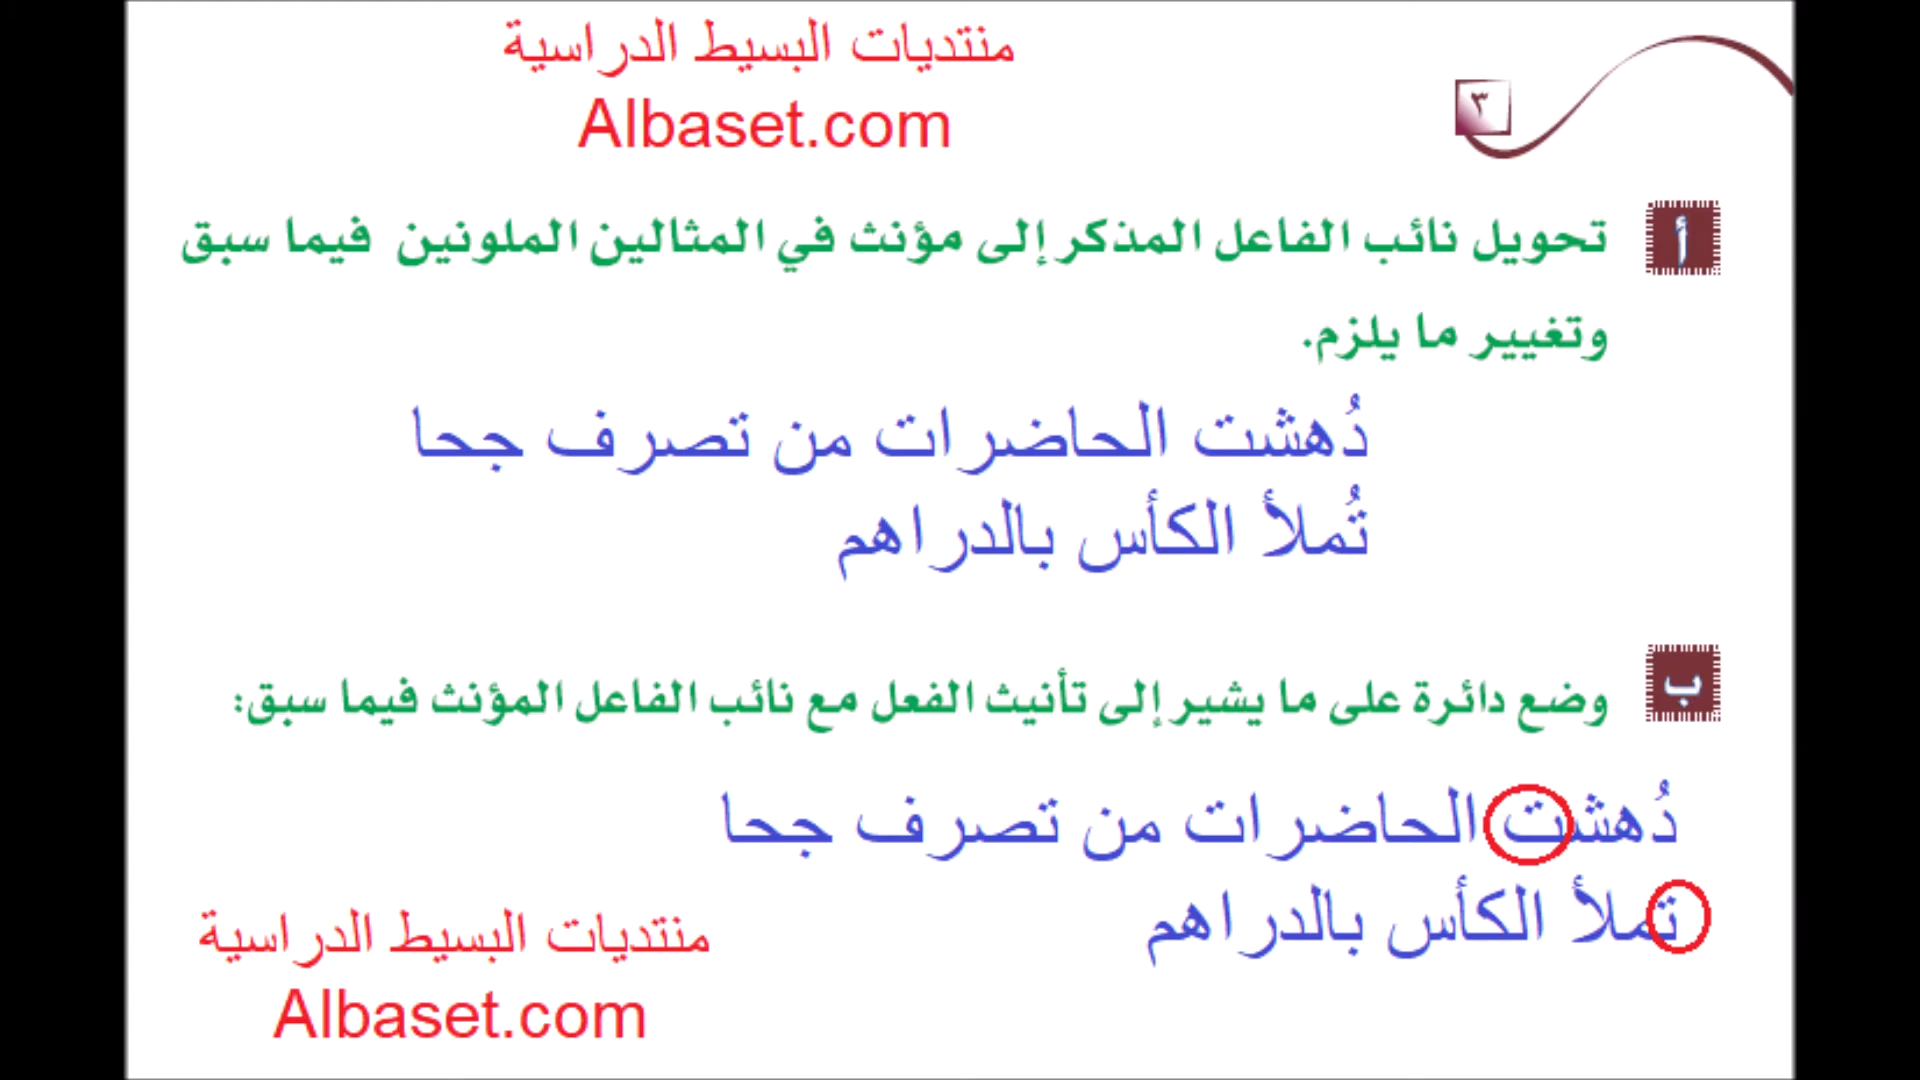 منتديات البسيط الدراسية
Albaset.com
٣
أ
تحويل نائب الفاعل المذكر إلى مؤنث في المثالين الملونين فيما سبق
وتغيير ما يلزم.
دُهشت الحاضرات من تصرف جحا
تُملأ الكأس بالدراهم
ب
وضع دائرة على ما يشير إلى تأنيث الفعل مع نائب الفاعل المؤنث فيما سبق:
دُهشت الحاضرات من تصرف جحا
تملأ الكأس بالدراهم
منتديات البسيط الدراسية
Albaset.com